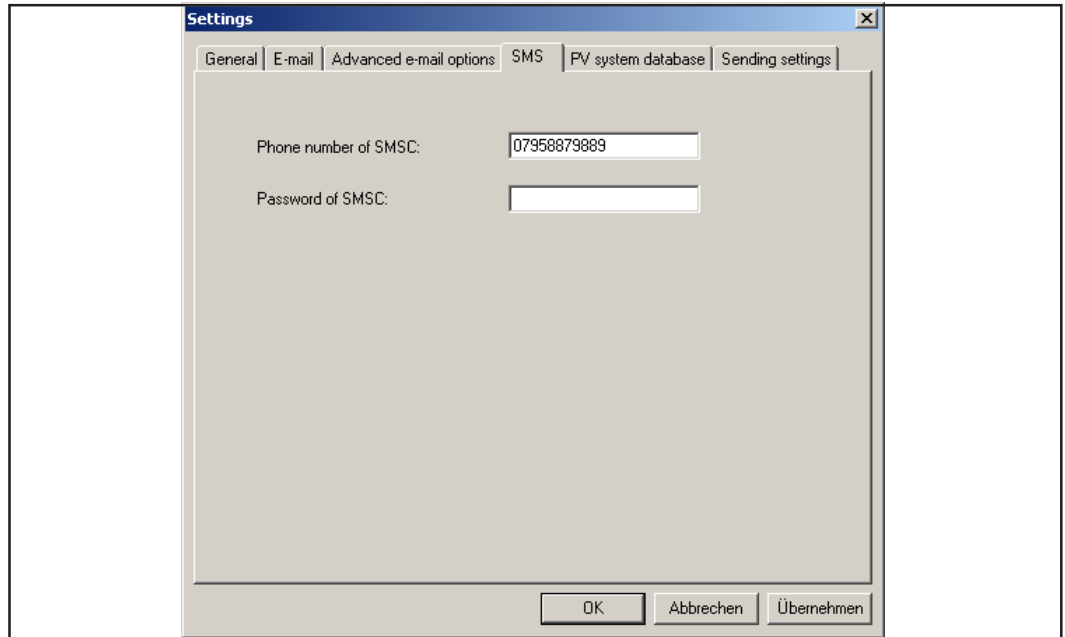 Settings
General E-mail Advanced e-mail options SMS PV system database Sending settings
Phone number of SMSC: 07958879889
Password of SMSC:
OK Abbrechen Übernehmen